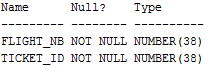 Name      Null?    Type
--------- -------- ----------
FLIGHT_NB NOT NULL NUMBER(38)
TICKET_ID NOT NULL NUMBER(38)